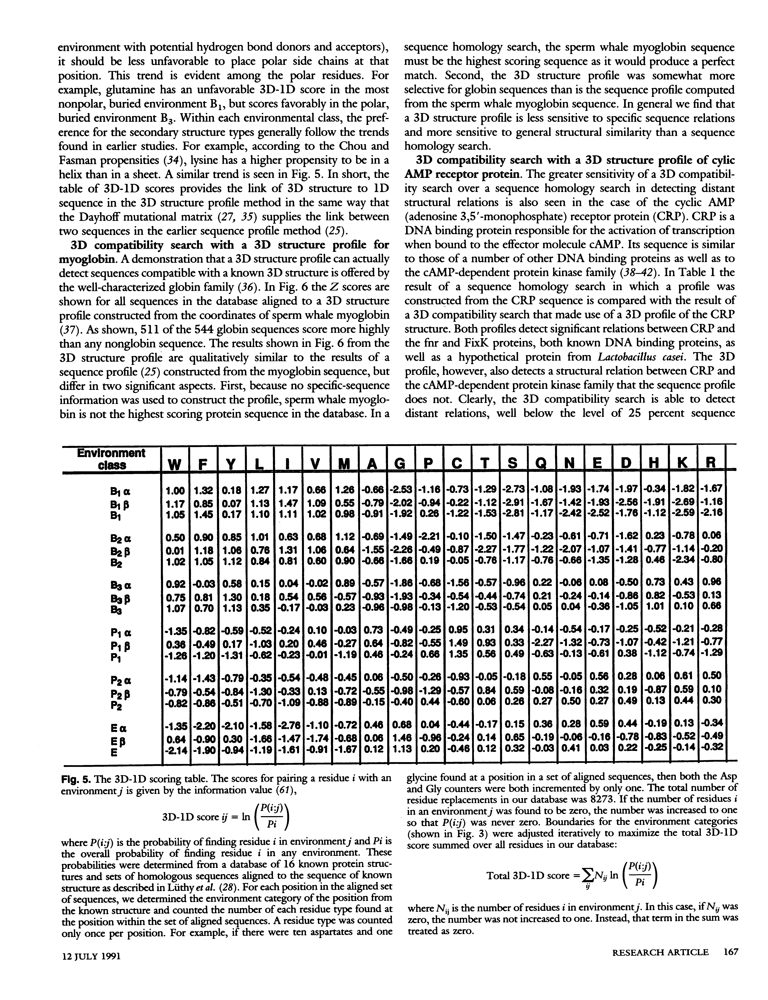 environment with potential hydrogen bond donors and acceptors),
it should be less unfavorable to place polar side chains at that
position. This trend is evident among the polar residues. For
example, glutamine has an unfavorable 3D-1D score in the most
nonpolar, buried environment B1, but scores favorably in the polar,
buried environment B3. Within each environmental class, the pref-
erence for the secondary structure types generally follow the trends
found in earlier studies. For example, according to the Chou and
Fasman propensities (34), lysine has a higher propensity to be in a
helix than in a sheet. A similar trend is seen in Fig. 5. In short, the
table of 3D-1D scores provides the link of 3D structure to 1D
sequence in the 3D structure profile method in the same way that
the Dayhoff mutational matrix (27, 35) supplies the link between
two sequences in the earlier sequence profile method (25).
3D compatibility search with a 3D structure profile for
myoglobin. A demonstration that a 3D structure profile can actually
detect sequences compatible with a known 3D structure is offered by
the well-characterized globin family (36). In Fig. 6 the Z scores are
shown for all sequences in the database aligned to a 3D structure
profile constructed from the coordinates of sperm whale myoglobin
(37). As shown, 511 of the 544 globin sequences score more highly
than any nonglobin sequence. The results shown in Fig. 6 from the
3D structure profile are qualitatively similar to the results of a
sequence profile (25) constructed from the myoglobin sequence, but
differ in two significant aspects. First, because no specific-sequence
information was used to construct the profile, sperm whale myoglo-
bin is not the highest scoring protein sequence in the database. In a
sequence homology search, the sperm whale myoglobin sequence
must be the highest scoring sequence as it would produce a perfect
match. Second, the 3D structure profile was somewhat more
selective for globin sequences than is the sequence profile computed
from the sperm whale myoglobin sequence. In general we find that
a 3D structure profile is less sensitive to specific sequence relations
and more sensitive to general structural similarity than a sequence
homology search.
3D compatibility search with a 3D structure profile of cylic
AMP receptor protein. The greater sensitivity of a 3D compatibil-
ity search over a sequence homology search in detecting distant
structural relations is also seen in the case of the cyclic AMP
(adenosine 3,5′-monophosphate) receptor protein (CRP). CRP is a
DNA binding protein responsible for the activation of transcription
when bound to the effector molecule cAMP. Its sequence is similar
to those of a number of other DNA binding proteins as well as to
the cAMP-dependent protein kinase family (38–42). In Table 1 the
result of a sequence homology search in which a profile was
constructed from the CRP sequence is compared with the result of
a 3D compatibility search that made use of a 3D profile of the CRP
structure. Both profiles detect significant relations between CRP and
the fnr and FixK proteins, both known DNA binding proteins, as
well as a hypothetical protein from Lactobacillus casei. The 3D
profile, however, also detects a structural relation between CRP and
the cAMP-dependent protein kinase family that the sequence profile
does not. Clearly, the 3D compatibility search is able to detect
distant relations, well below the level of 25 percent sequence
Environment
class W F Y L I V M A G P C T S Q N E D H K R
B1 α 1.00 1.32 0.18 1.27 1.17 0.66 1.26 -0.66 -2.53 -1.16 -0.73 -1.29 -2.73 -1.08 -1.93 -1.74 -1.97 -0.34 -1.82 -1.67
B1 β 1.17 0.85 0.07 1.13 1.47 1.09 0.55 -0.79 -2.02 -0.94 -0.22 -1.12 -2.91 -1.67 -1.42 -1.93 -2.56 -1.91 -2.69 -1.16
B1 1.05 1.45 0.17 1.10 1.11 1.02 0.98 -0.91 -1.92 0.26 -1.22 -1.53 -2.81 -1.17 -2.42 -2.52 -1.76 -1.12 -2.59 -2.16
B2 α 0.50 0.90 0.85 1.01 0.63 0.68 1.12 -0.69 -1.49 -2.21 -0.10 -1.50 -1.47 -0.23 -0.61 -0.71 -1.62 0.23 -0.78 0.06
B2 β 0.01 1.18 1.06 0.76 1.31 1.06 0.64 -1.55 -2.26 -0.49 -0.87 -2.27 -1.77 -1.22 -2.07 -1.07 -1.41 -0.77 -1.14 -0.20
B2 1.02 1.05 1.12 0.84 0.81 0.60 0.90 -0.66 -1.66 0.19 -0.05 -0.76 -1.17 -0.76 -0.66 -1.35 -1.28 0.46 -2.34 -0.80
B3 α 0.92 -0.03 0.58 0.15 0.04 -0.02 0.89 -0.57 -1.86 -0.68 -1.56 -0.57 -0.96 0.22 -0.06 0.08 -0.50 0.73 0.43 0.96
B3 β 0.75 0.81 1.30 0.18 0.54 0.56 -0.57 -0.93 -1.93 -0.34 -0.54 -0.44 -0.74 0.21 -0.24 -0.14 -0.86 0.82 -0.53 0.13
B3 1.07 0.70 1.13 0.35 -0.17 -0.03 0.23 -0.96 -0.98 -0.13 -1.20 -0.53 -0.54 0.05 0.04 -0.36 -1.05 1.01 0.10 0.66
P1 α -1.35 -0.82 -0.59 -0.52 -0.24 0.10 -0.03 0.73 -0.49 -0.25 0.95 0.31 0.34 -0.14 -0.54 -0.17 -0.25 -0.52 -0.21 -0.28
P1 β 0.36 -0.49 0.17 -1.03 0.20 0.46 -0.27 0.64 -0.82 -0.55 1.49 0.93 0.33 -2.27 -1.32 -0.73 -1.07 -0.42 -1.21 -0.77
P1 -1.26 -1.20 -1.31 -0.62 -0.23 -0.01 -1.19 0.46 -0.24 0.66 1.35 0.56 0.49 -0.63 -0.13 -0.61 0.38 -1.12 -0.74 -1.29
P2 α -1.14 -1.43 -0.79 -0.35 -0.54 -0.48 -0.45 0.06 -0.50 -0.26 -0.93 -0.05 -0.18 0.55 -0.05 0.56 0.28 0.06 0.61 0.50
P2 β -0.79 -0.54 -0.84 -1.30 -0.33 0.13 -0.72 -0.55 -0.98 -1.29 -0.57 0.84 0.59 -0.08 -0.16 0.32 0.19 -0.87 0.59 0.10
P2 -0.82 -0.86 -0.51 -0.70 -1.09 -0.88 -0.89 -0.15 -0.40 0.44 -0.60 0.06 0.26 0.27 0.50 0.27 0.49 0.13 0.44 0.30
E α -1.35 -2.20 -2.10 -1.58 -2.76 -1.10 -0.72 0.46 0.68 0.04 -0.44 -0.17 0.15 0.36 0.28 0.59 0.44 -0.19 0.13 -0.34
E β 0.64 -0.90 0.30 -1.66 -1.47 -1.74 -0.68 0.06 1.46 -0.96 -0.24 0.14 0.65 -0.19 -0.06 -0.16 -0.78 -0.83 -0.52 -0.49
E -2.14 -1.90 -0.94 -1.19 -1.61 -0.91 -1.67 0.12 1.13 0.20 -0.46 0.12 0.32 -0.03 0.41 0.03 0.22 -0.25 -0.14 -0.32
Fig. 5. The 3D-1D scoring table. The scores for pairing a residue i with an
environment j is given by the information value (61),
3D-1D score ij = ln (P(i:j) / Pi)
where P(i:j) is the probability of finding residue i in environment j and Pi is
the overall probability of finding residue i in any environment. These
probabilities were determined from a database of 16 known protein struc-
tures and sets of homologous sequences aligned to the sequence of known
structure as described in Lüthy et al. (28). For each position in the aligned set
of sequences, we determined the environment category of the position from
the known structure and counted the number of each residue type found at
the position within the set of aligned sequences. A residue type was counted
only once per position. For example, if there were ten aspartates and one
glycine found at a position in a set of aligned sequences, then both the Asp
and Gly counters were both incremented by only one. The total number of
residue replacements in our database was 8273. If the number of residues i
in an environment j was found to be zero, the number was increased to one
so that P(i:j) was never zero. Boundaries for the environment categories
(shown in Fig. 3) were adjusted iteratively to maximize the total 3D-1D
score summed over all residues in our database:
Total 3D-1D score = ∑ij Nij ln (P(i:j) / Pi)
where Nij is the number of residues i in environment j. In this case, if Nij was
zero, the number was not increased to one. Instead, that term in the sum was
treated as zero.
12 JULY 1991
RESEARCH ARTICLE 167